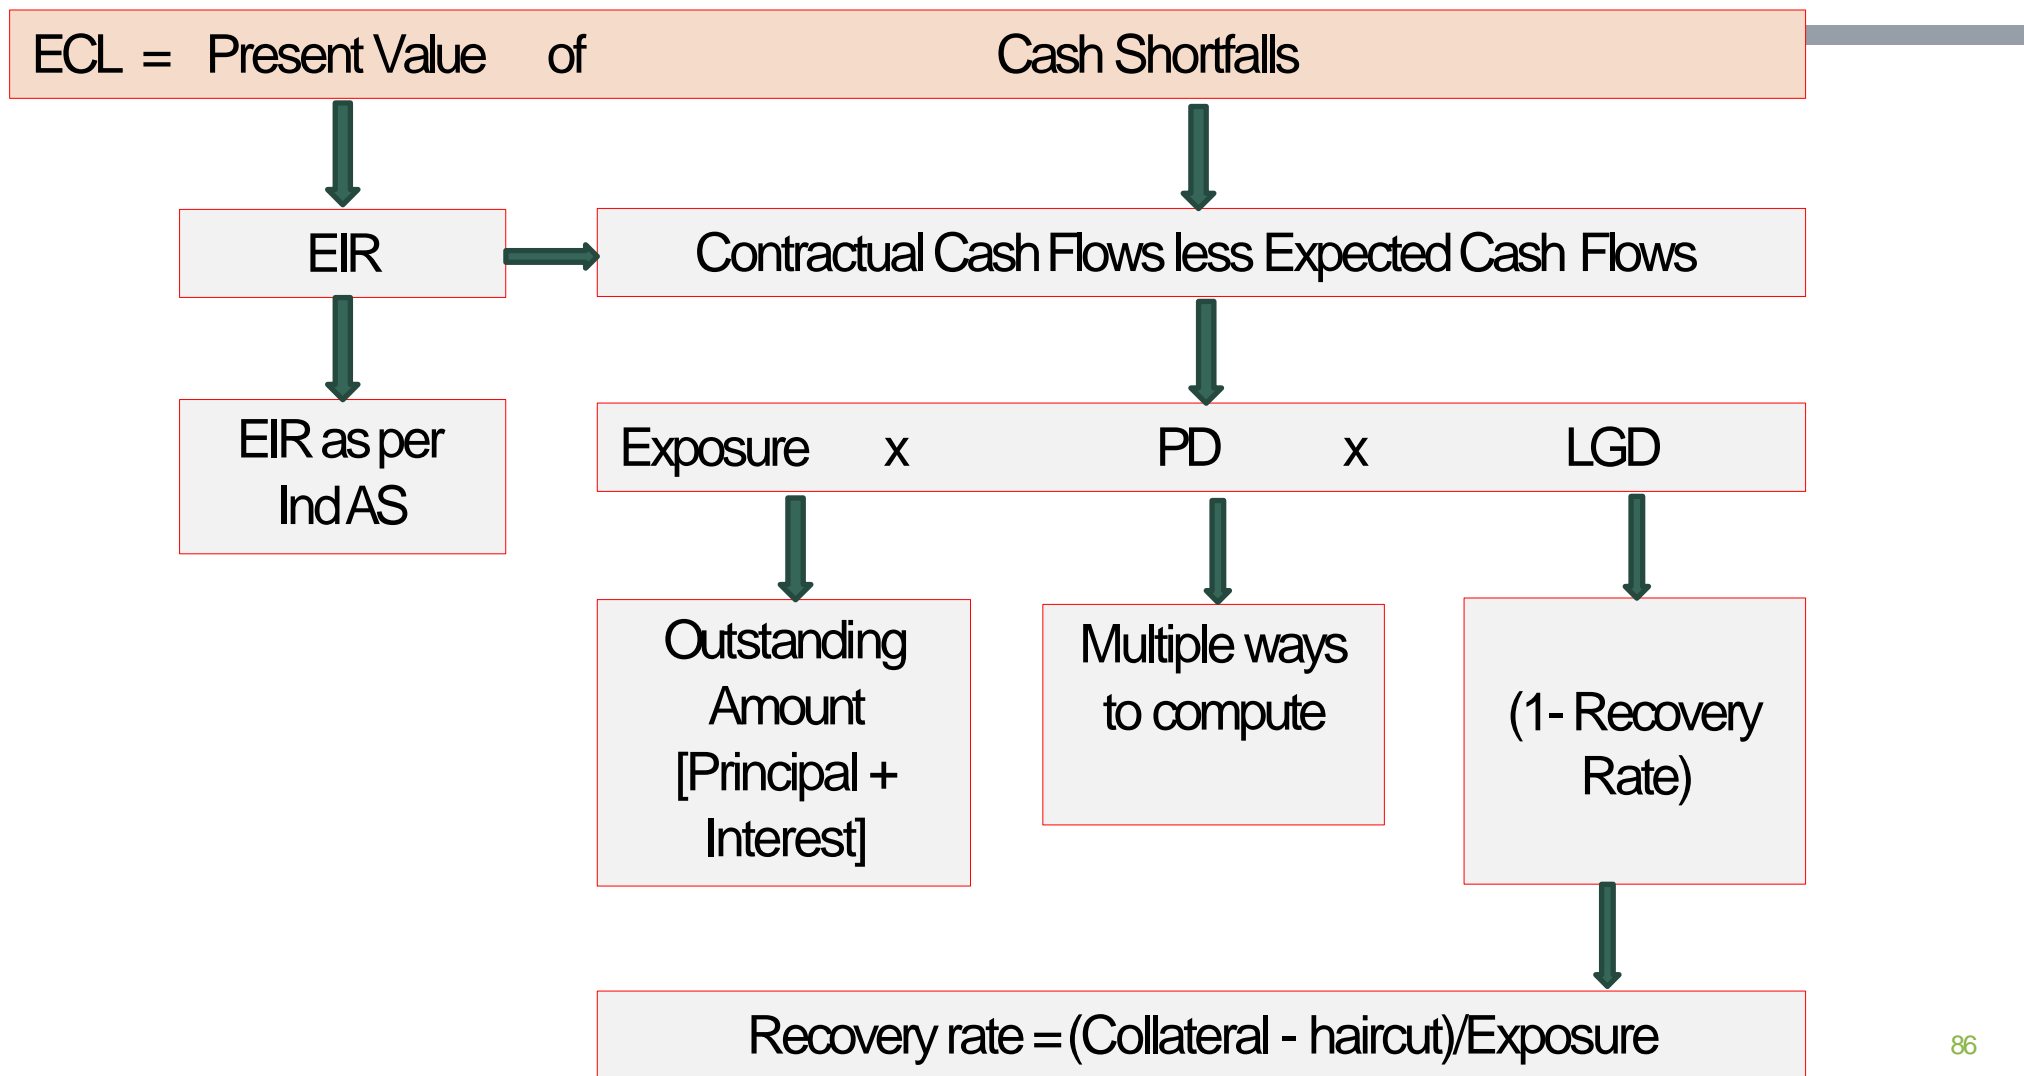 ECL = Present Value of Cash Shortfalls
EIR
Contractual Cash Flows less Expected Cash Flows
EIR as per
Ind AS
Exposure x PD x LGD
Outstanding
Amount
[Principal +
Interest]
Multiple ways
to compute
(1- Recovery
Rate)
Recovery rate = (Collateral - haircut)/Exposure
86